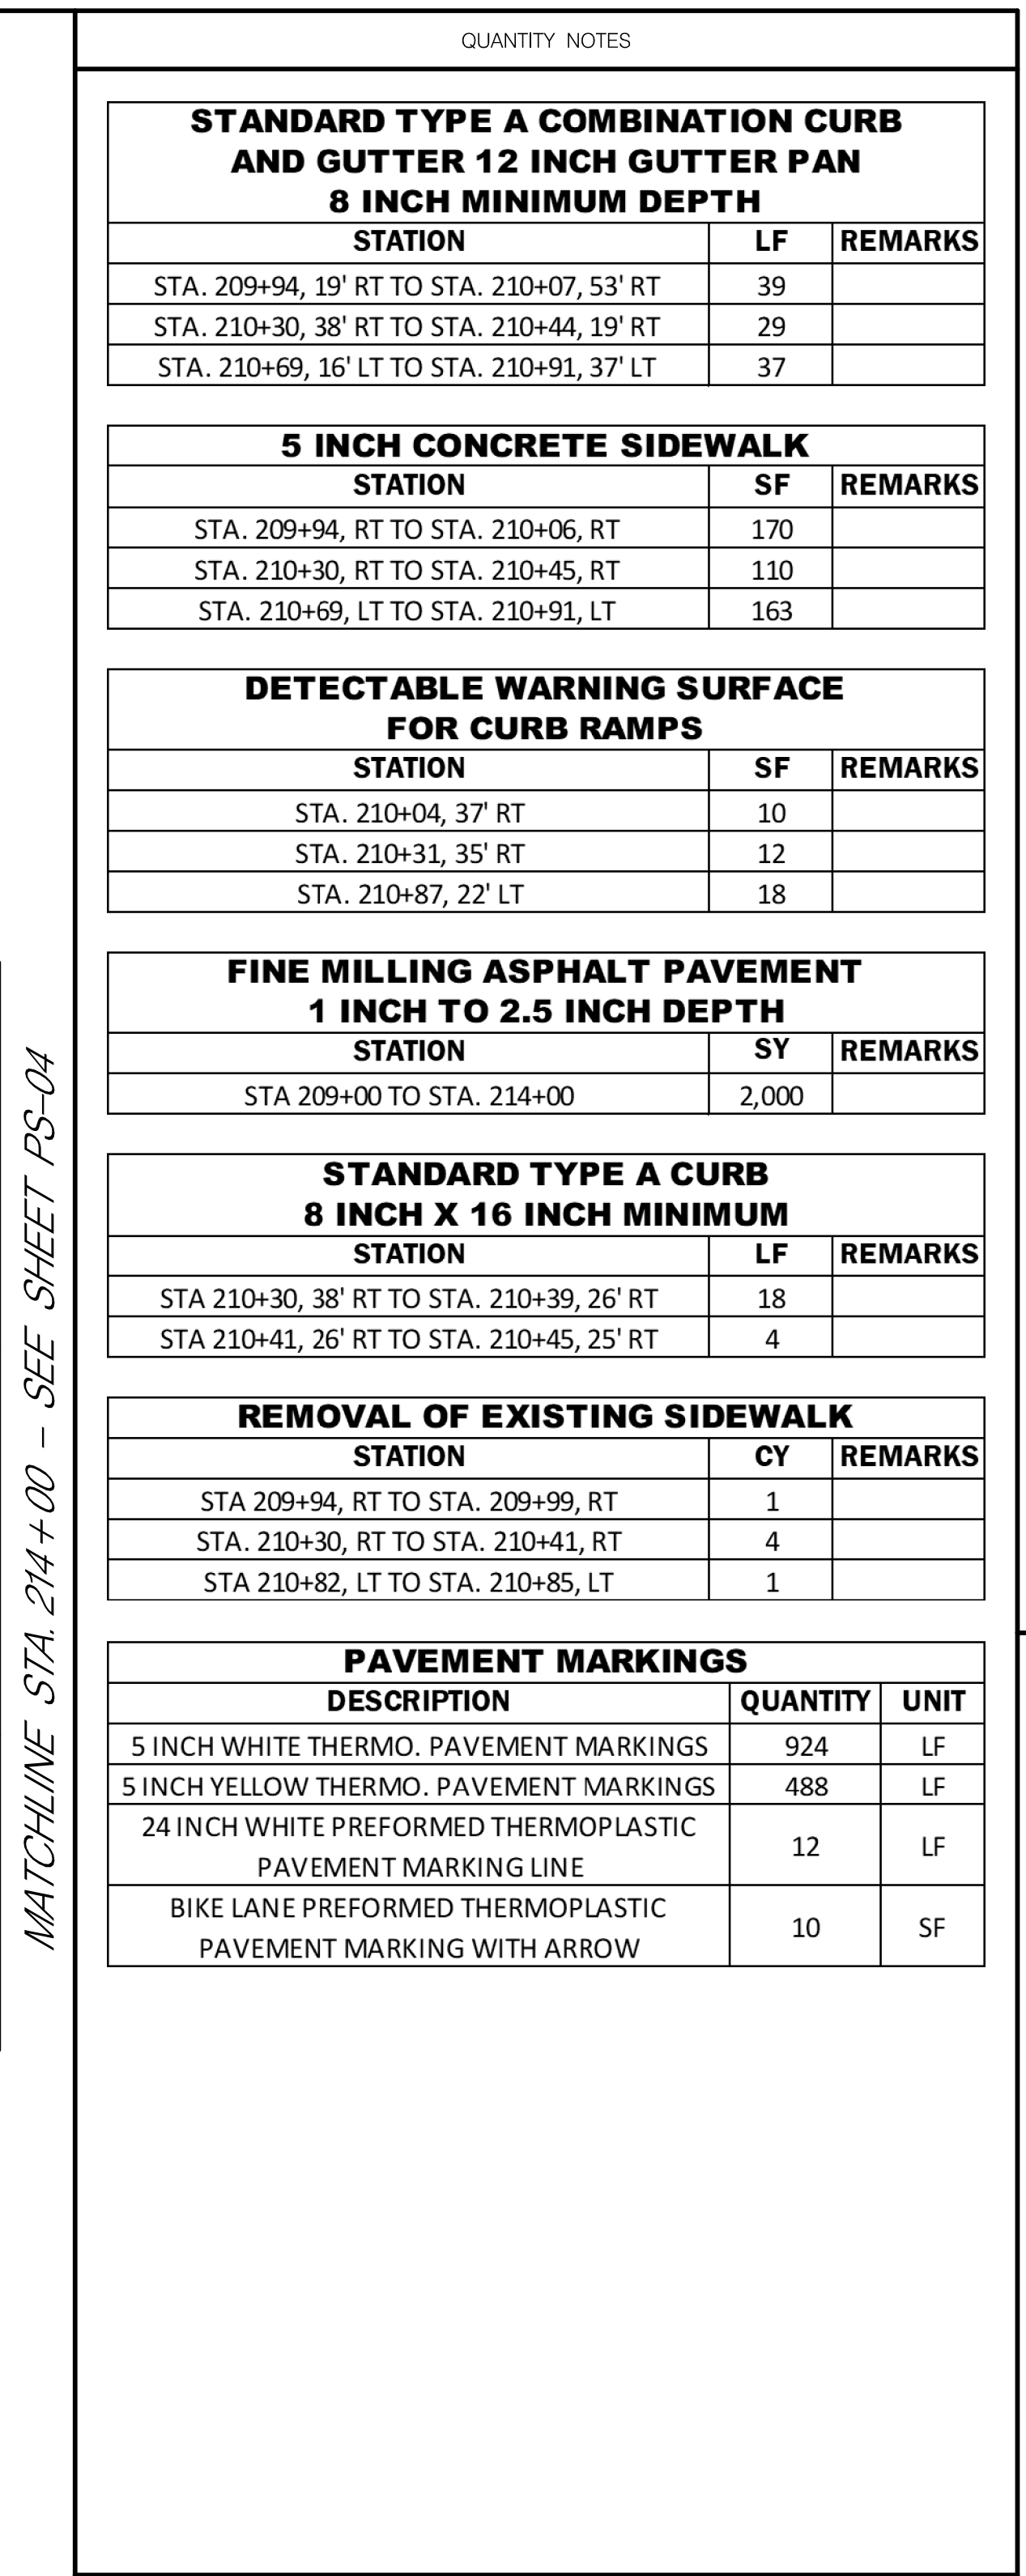 QUANTITY NOTES
STANDARD TYPE A COMBINATION CURB
AND GUTTER 12 INCH GUTTER PAN
8 INCH MINIMUM DEPTH
STATION LF REMARKS
STA. 209+94, 19' RT TO STA. 210+07, 53' RT 39
STA. 210+30, 38' RT TO STA. 210+44, 19' RT 29
STA. 210+69, 16' LT TO STA. 210+91, 37' LT 37
5 INCH CONCRETE SIDEWALK
STATION SF REMARKS
STA. 209+94, RT TO STA. 210+06, RT 170
STA. 210+30, RT TO STA. 210+45, RT 110
STA. 210+69, LT TO STA. 210+91, LT 163
DETECTABLE WARNING SURFACE
FOR CURB RAMPS
STATION SF REMARKS
STA. 210+04, 37' RT 10
STA. 210+31, 35' RT 12
STA. 210+87, 22' LT 18
FINE MILLING ASPHALT PAVEMENT
1 INCH TO 2.5 INCH DEPTH
STATION SY REMARKS
STA 209+00 TO STA. 214+00 2,000
STANDARD TYPE A CURB
8 INCH X 16 INCH MINIMUM
STATION LF REMARKS
STA 210+30, 38' RT TO STA. 210+39, 26' RT 18
STA 210+41, 26' RT TO STA. 210+45, 25' RT 4
REMOVAL OF EXISTING SIDEWALK
STATION CY REMARKS
STA 209+94, RT TO STA. 209+99, RT 1
STA. 210+30, RT TO STA. 210+41, RT 4
STA 210+82, LT TO STA. 210+85, LT 1
PAVEMENT MARKINGS
DESCRIPTION QUANTITY UNIT
5 INCH WHITE THERMO. PAVEMENT MARKINGS 924 LF
5 INCH YELLOW THERMO. PAVEMENT MARKINGS 488 LF
24 INCH WHITE PREFORMED THERMOPLASTIC
PAVEMENT MARKING LINE 12 LF
BIKE LANE PREFORMED THERMOPLASTIC
PAVEMENT MARKING WITH ARROW 10 SF
MATCHLINE STA. 214+00 - SEE SHEET PS-04